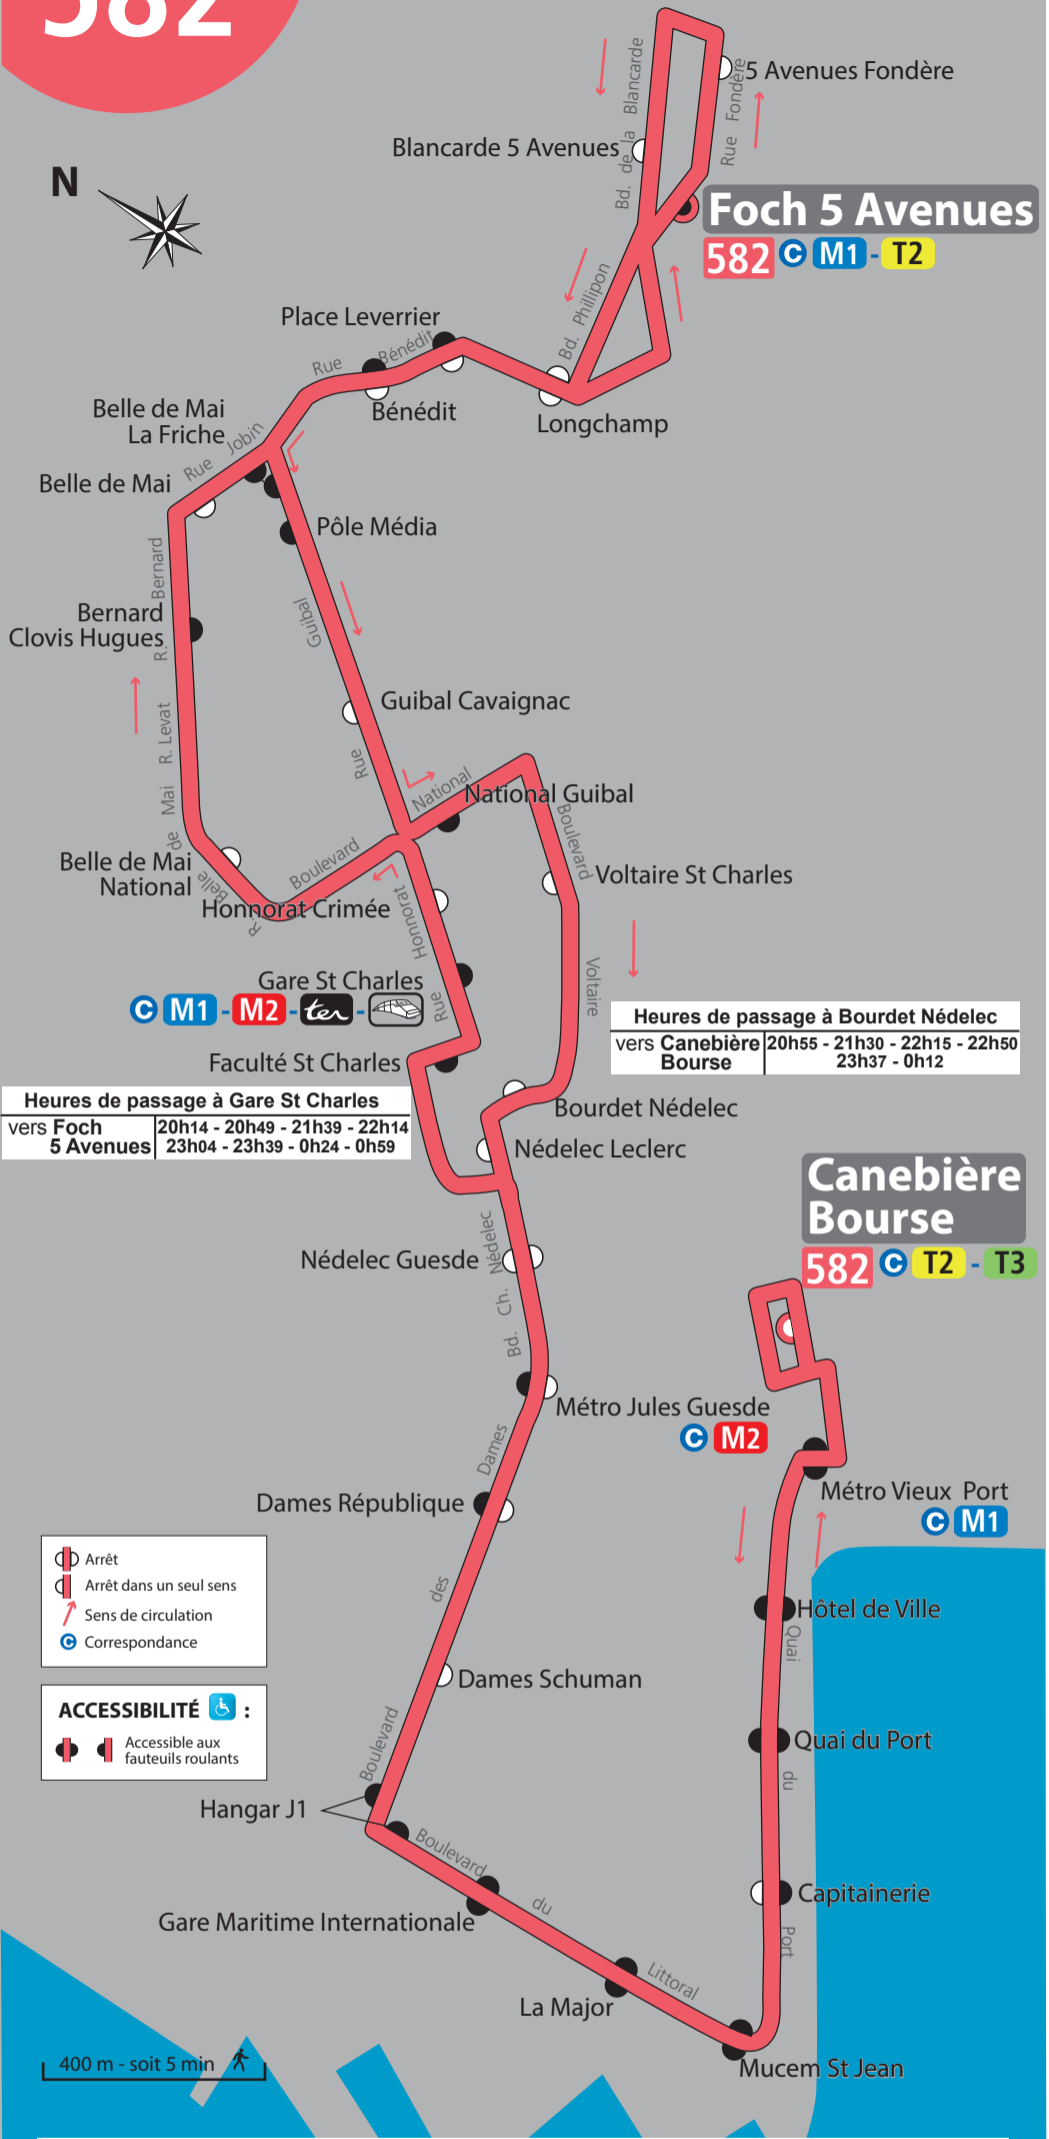 582
5 Avenues Fondère
Bd. de la Blancarde
Rue Fondère
Blancarde 5 Avenues
N
Foch 5 Avenues
582 C M1 - T2
Bd. Phillipon
Place Leverrier
Rue Bénédit
Bénédit
Longchamp
Belle de Mai
La Friche
Rue Jobin
Belle de Mai
Pôle Média
R. Bernard
Bernard
Clovis Hugues
Rue Guibal
R. Levat
Guibal Cavaignac
Boulevard National
National Guibal
R. Belle de Mai
Belle de Mai
National
Boulevard Voltaire
Voltaire St Charles
Honnorat Crimée
Rue Honnorat
Gare St Charles
C M1 - M2 - ter -
Heures de passage à Bourdet Nédelec
vers Canebière Bourse
20h55 - 21h30 - 22h15 - 22h50
23h37 - 0h12
Faculté St Charles
Heures de passage à Gare St Charles
vers Foch 5 Avenues
20h14 - 20h49 - 21h39 - 22h14
23h04 - 23h39 - 0h24 - 0h59
Bourdet Nédelec
Nédelec Leclerc
Canebière
Bourse
582 C T2 - T3
Nédelec Guesde
Bd. Ch. Nédelec
Métro Jules Guesde
C M2
Boulevard des Dames
Dames République
Métro Vieux Port
C M1
Arrêt
Arrêt dans un seul sens
Sens de circulation
C Correspondance
Hôtel de Ville
Quai du Port
Dames Schuman
ACCESSIBILITÉ :
Accessible aux
fauteuils roulants
Quai du Port
Hangar J1
Boulevard du Littoral
Capitainerie
Gare Maritime Internationale
La Major
400 m - soit 5 min
Mucem St Jean